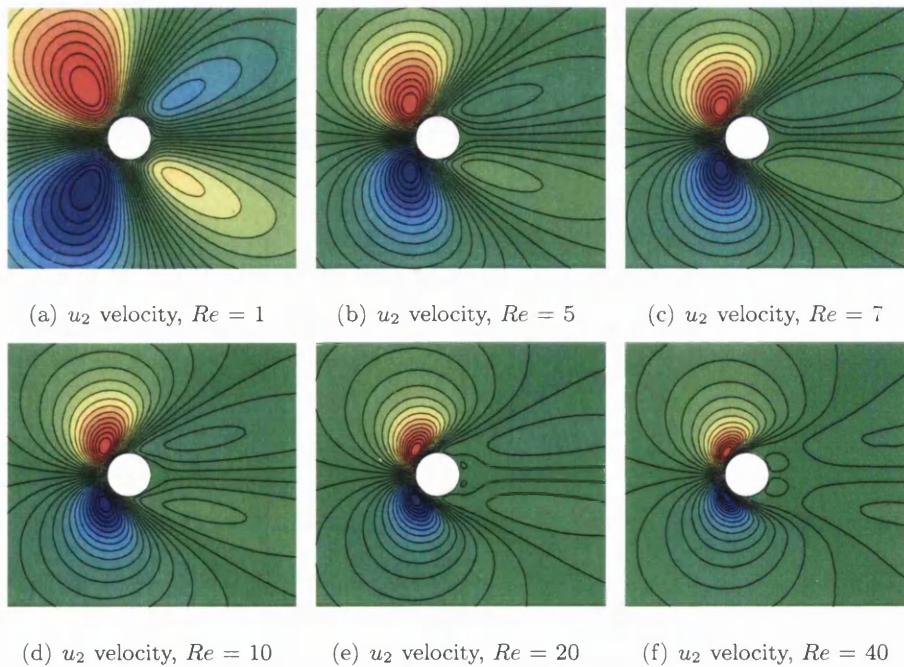 (a) u₂ velocity, Re = 1
(b) u₂ velocity, Re = 5
(c) u₂ velocity, Re = 7
(d) u₂ velocity, Re = 10
(e) u₂ velocity, Re = 20
(f) u₂ velocity, Re = 40